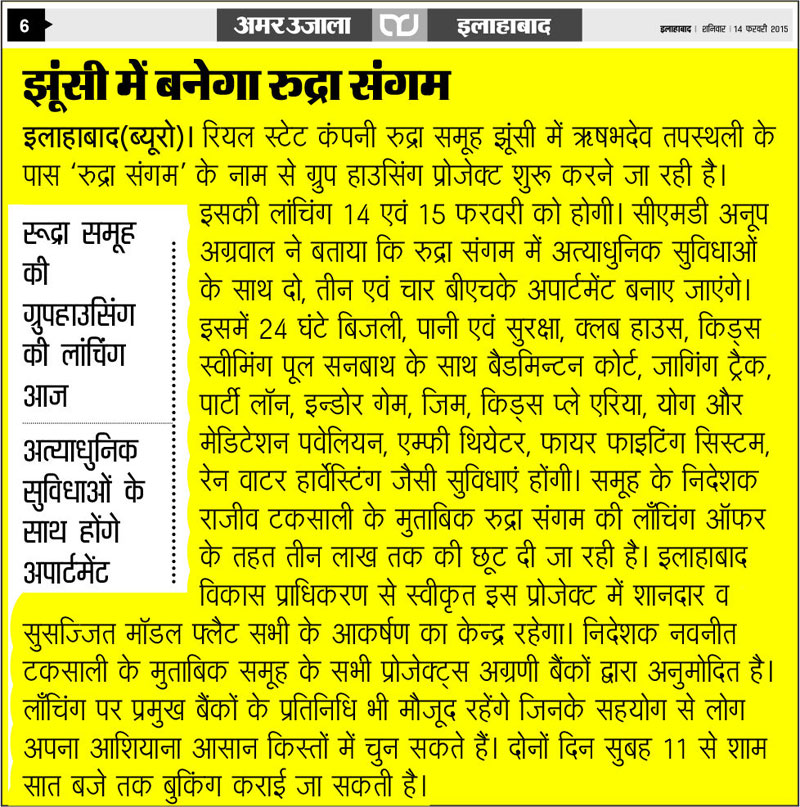 6
अमर उजाला
इलाहाबाद
इलाहाबाद | शनिवार | 14 फरवरी 2015
झूंसी में बनेगा रुद्रा संगम
इलाहाबाद(ब्यूरो)। रियल स्टेट कंपनी रुद्रा समूह झूंसी में ऋषभदेव तपस्थली के
पास ‘रुद्रा संगम’ के नाम से ग्रुप हाउसिंग प्रोजेक्ट शुरू करने जा रही है।
इसकी लांचिंग 14 एवं 15 फरवरी को होगी। सीएमडी अनूप
अग्रवाल ने बताया कि रुद्रा संगम में अत्याधुनिक सुविधाओं
के साथ दो, तीन एवं चार बीएचके अपार्टमेंट बनाए जाएंगे।
इसमें 24 घंटे बिजली, पानी एवं सुरक्षा, क्लब हाउस, किड्स
स्वीमिंग पूल सनबाथ के साथ बैडमिन्टन कोर्ट, जागिंग ट्रैक,
पार्टी लॉन, इन्डोर गेम, जिम, किड्स प्ले एरिया, योग और
मेडिटेशन पवेलियन, एम्फी थियेटर, फायर फाइटिंग सिस्टम,
रेन वाटर हार्वेस्टिंग जैसी सुविधाएं होंगी। समूह के निदेशक
राजीव टकसाली के मुताबिक रुद्रा संगम की लॉंचिंग ऑफर
के तहत तीन लाख तक की छूट दी जा रही है। इलाहाबाद
विकास प्राधिकरण से स्वीकृत इस प्रोजेक्ट में शानदार व
सुसज्जित मॉडल फ्लैट सभी के आकर्षण का केन्द्र रहेगा। निदेशक नवनीत
टकसाली के मुताबिक समूह के सभी प्रोजेक्ट्स अग्रणी बैंकों द्वारा अनुमोदित है।
लॉंचिंग पर प्रमुख बैंकों के प्रतिनिधि भी मौजूद रहेंगे जिनके सहयोग से लोग
अपना आशियाना आसान किस्तों में चुन सकते हैं। दोनों दिन सुबह 11 से शाम
सात बजे तक बुकिंग कराई जा सकती है।
रूद्रा समूह
की
ग्रुपहाउसिंग
की लांचिंग
आज
अत्याधुनिक
सुविधाओं के
साथ होंगे
अपार्टमेंट